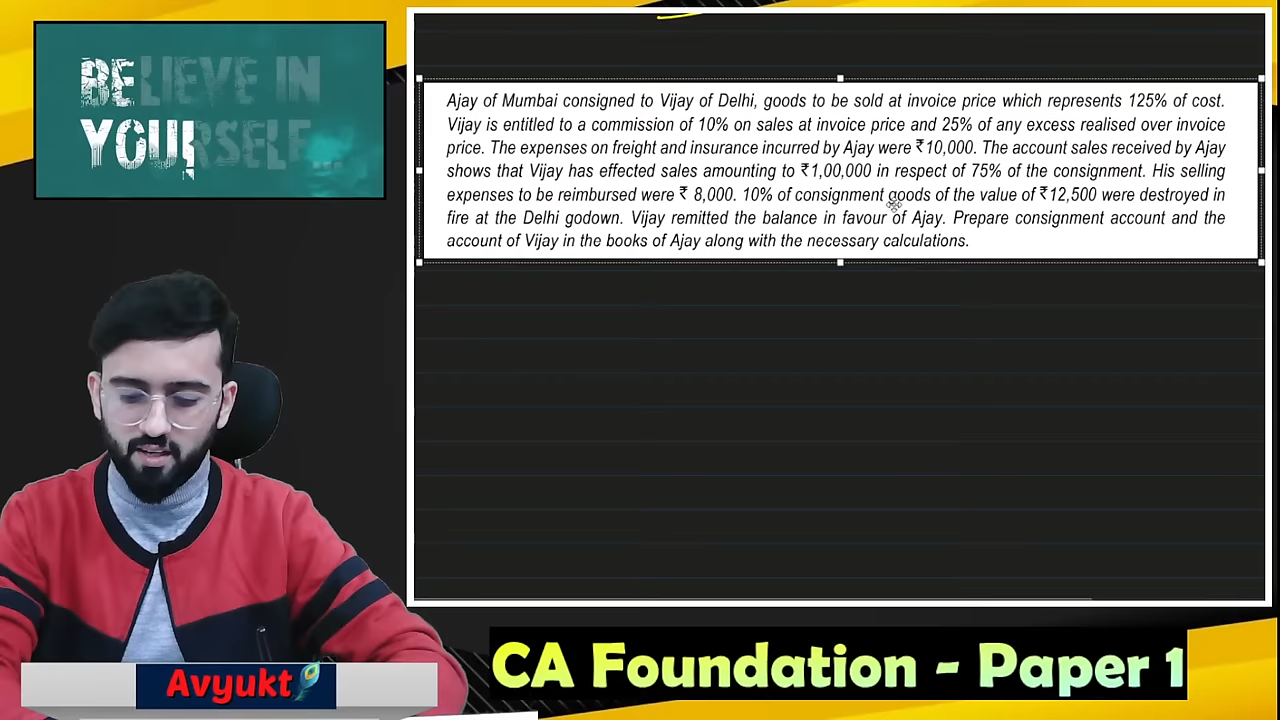 BELIEVE IN
YOURSELF...
Ajay of Mumbai consigned to Vijay of Delhi, goods to be sold at invoice price which represents 125% of cost.
Vijay is entitled to a commission of 10% on sales at invoice price and 25% of any excess realised over invoice
price. The expenses on freight and insurance incurred by Ajay were ₹10,000. The account sales received by Ajay
shows that Vijay has effected sales amounting to ₹1,00,000 in respect of 75% of the consignment. His selling
expenses to be reimbursed were ₹ 8,000. 10% of consignment goods of the value of ₹12,500 were destroyed in
fire at the Delhi godown. Vijay remitted the balance in favour of Ajay. Prepare consignment account and the
account of Vijay in the books of Ajay along with the necessary calculations.
Avyukt
CA Foundation - Paper 1